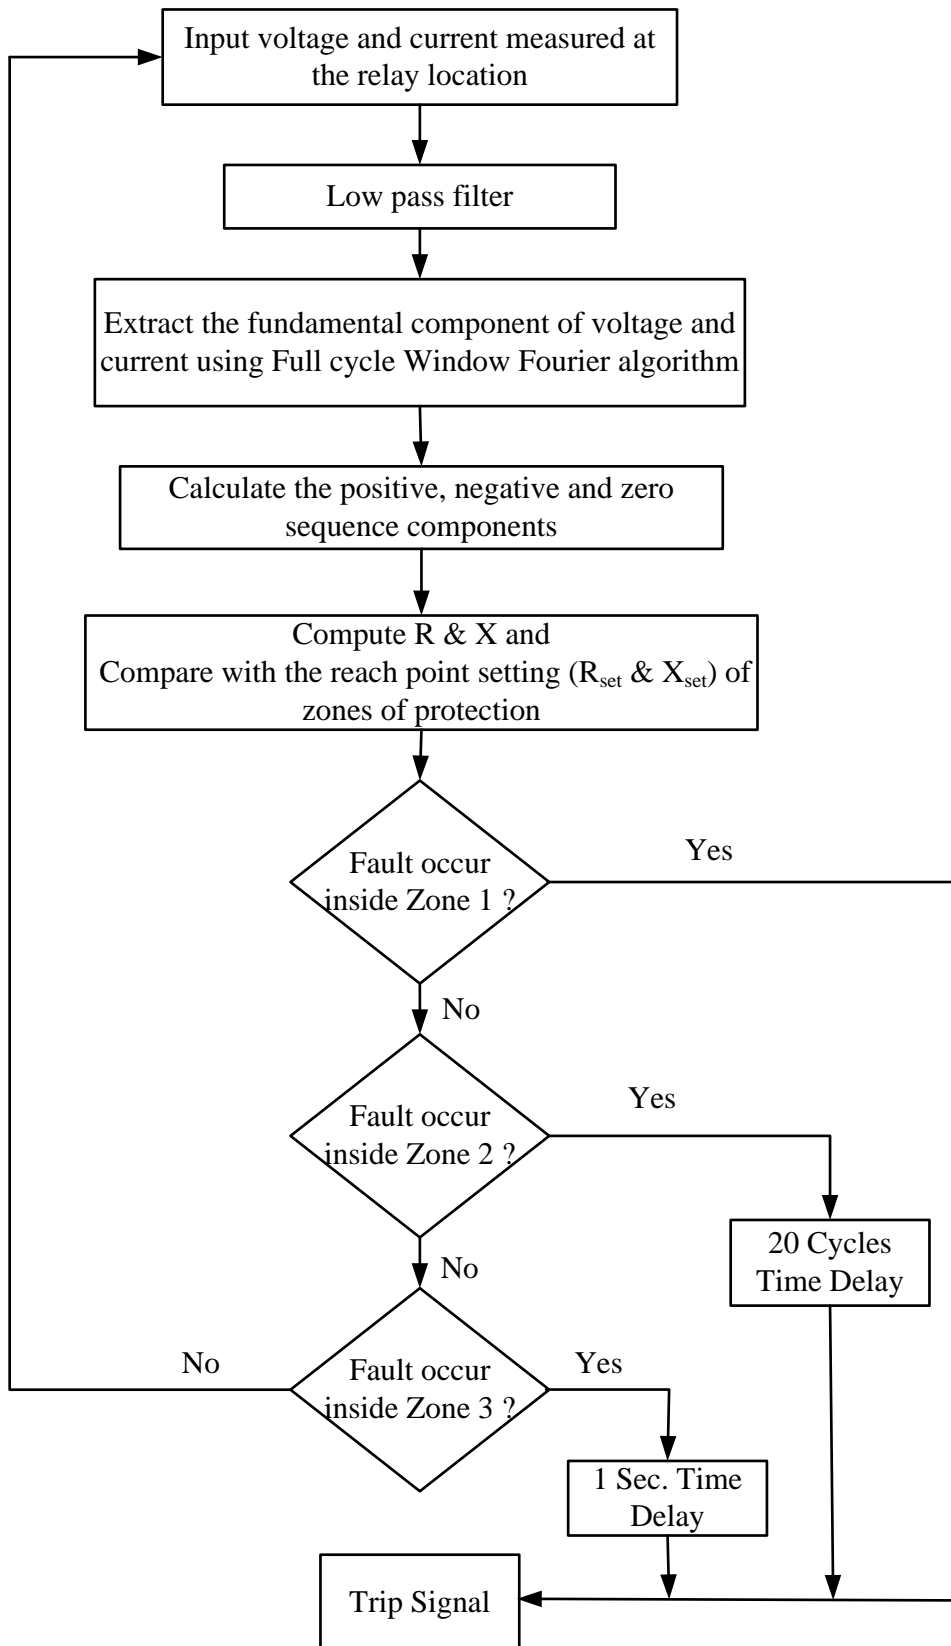 Input voltage and current measured at
the relay location
Low pass filter
Extract the fundamental component of voltage and
current using Full cycle Window Fourier algorithm
Calculate the positive, negative and zero
sequence components
Compute R & X and
Compare with the reach point setting (Rset & Xset) of
zones of protection
Fault occur
inside Zone 1 ?
Yes
No
Fault occur
inside Zone 2 ?
Yes
20 Cycles
Time Delay
No
Fault occur
inside Zone 3 ?
No
Yes
1 Sec. Time
Delay
Trip Signal